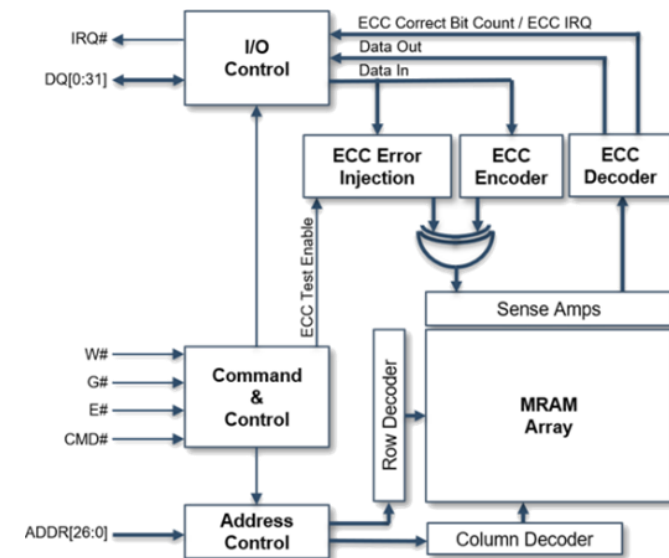 ECC Correct Bit Count / ECC IRQ
IRQ#
I/O
Control
Data Out
DQ[0:31]
Data In
ECC Error
Injection
ECC
Encoder
ECC
Decoder
ECC Test Enable
Sense Amps
W#
G#
E#
CMD#
Command
&
Control
Row Decoder
MRAM
Array
ADDR[26:0]
Address
Control
Column Decoder